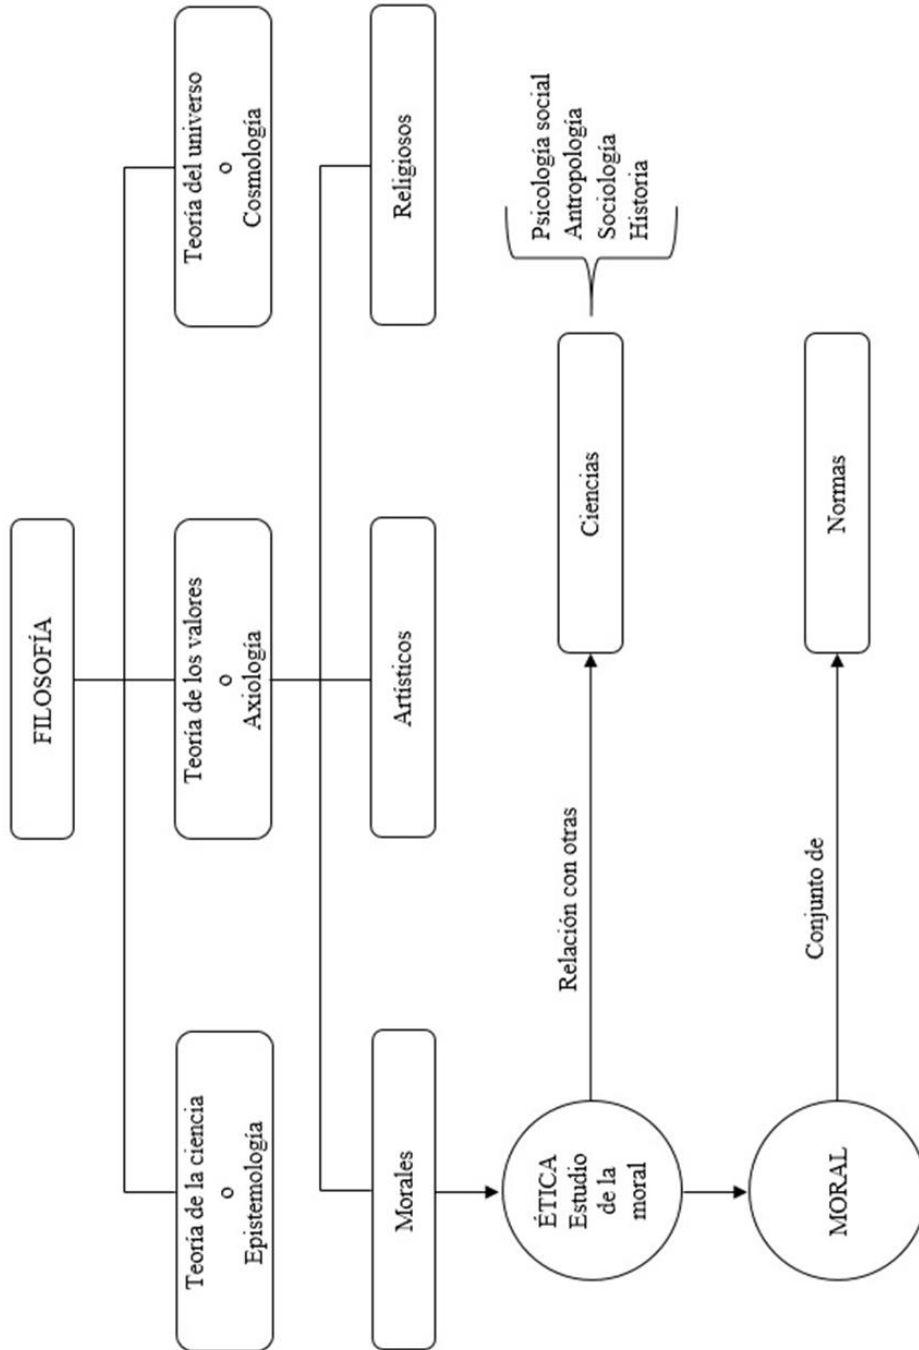 FILOSOFÍA
Teoría de la ciencia
o
Epistemología
Teoría de los valores
o
Axiología
Teoría del universo
o
Cosmología
Morales
Artísticos
Religiosos
ÉTICA
Estudio
de la
moral
Relación con otras
Ciencias
Psicología social
Antropología
Sociología
Historia
MORAL
Conjunto de
Normas